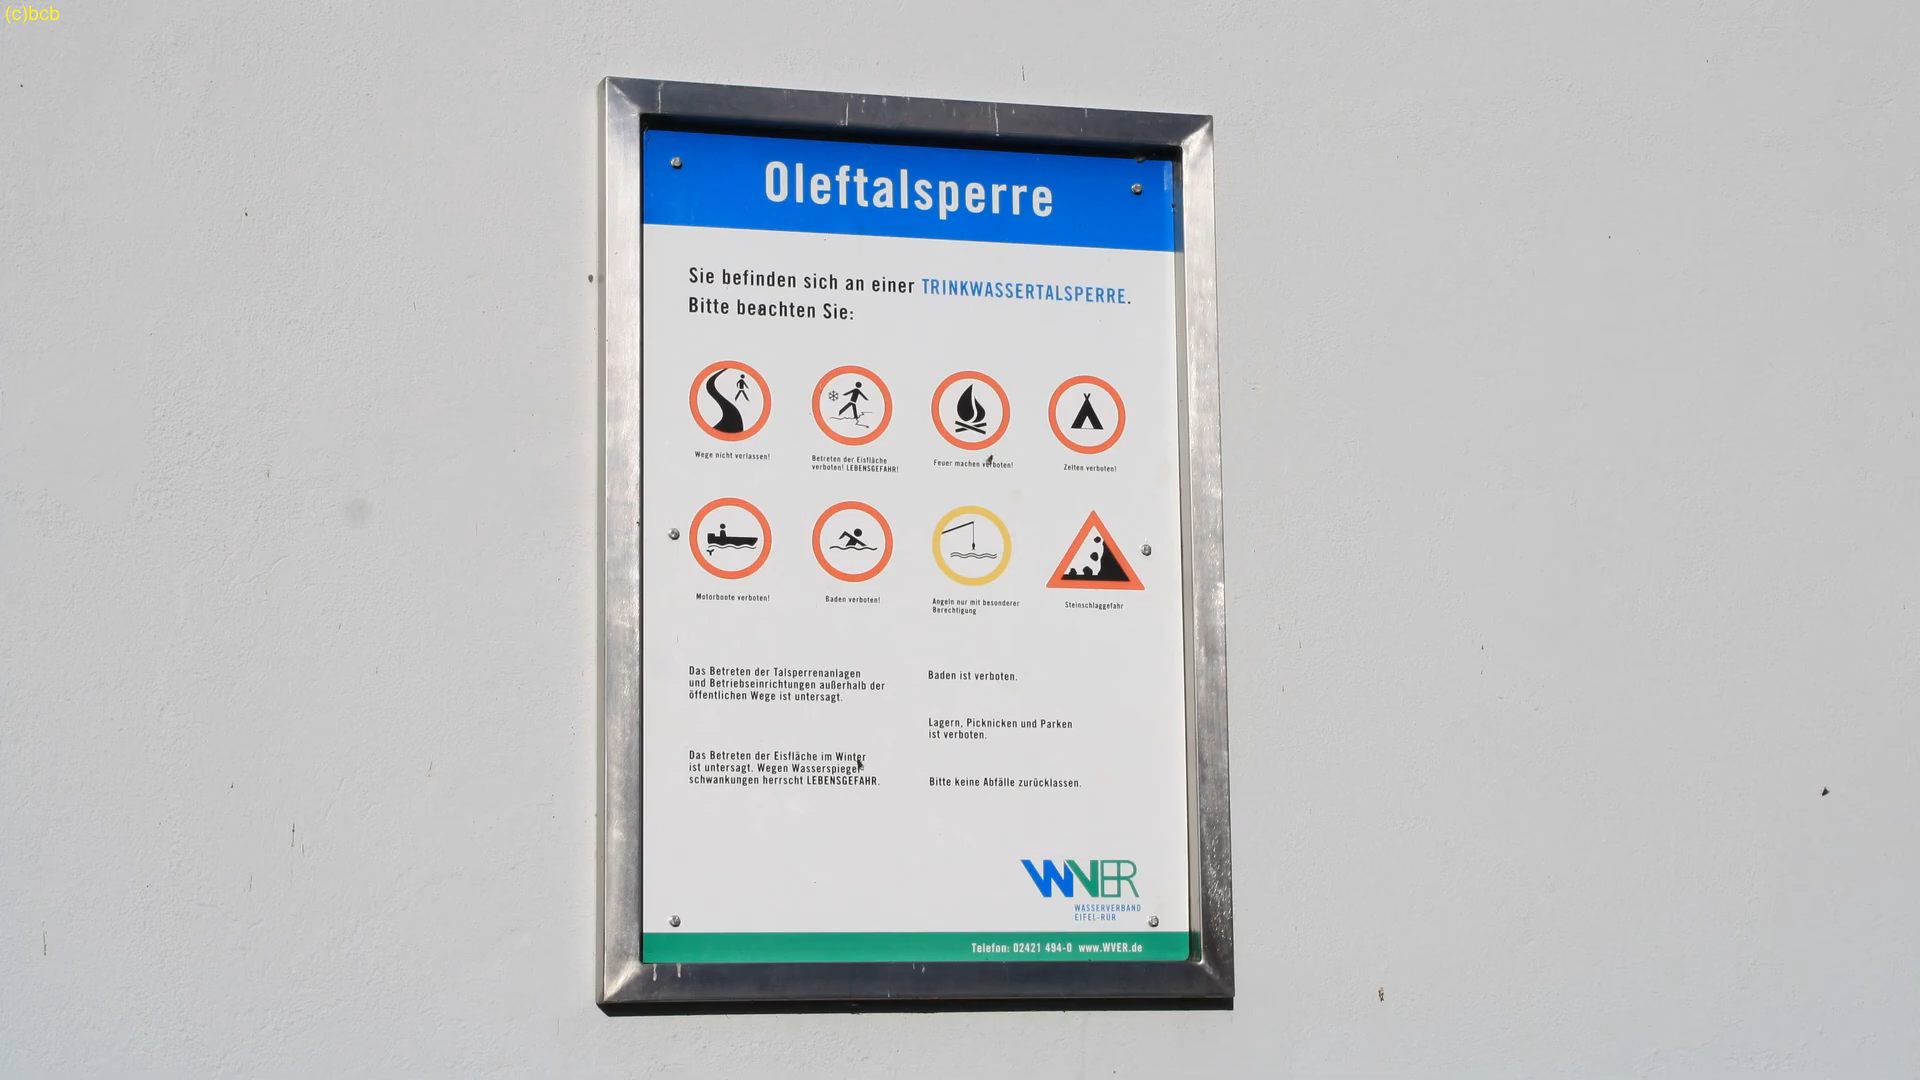 (c)bcb
Oleftalsperre
Sie befinden sich an einer TRINKWASSERTALSPERRE.
Bitte beachten Sie:
Wege nicht verlassen!
Betreten der Eisfläche
verboten! LEBENSGEFAHR!
Feuer machen verboten!
Zelten verboten!
Motorboote verboten!
Baden verboten!
Angeln nur mit besonderer
Berechtigung
Steinschlaggefahr
Das Betreten der Talsperrenanlagen
und Betriebseinrichtungen außerhalb der
öffentlichen Wege ist untersagt.
Das Betreten der Eisfläche im Winter
ist untersagt. Wegen Wasserspiegel-
schwankungen herrscht LEBENSGEFAHR.
Baden ist verboten.
Lagern, Picknicken und Parken
ist verboten.
Bitte keine Abfälle zurücklassen.
WVER
WASSERVERBAND
EIFEL-RUR
Telefon: 02421 494-0 www.WVER.de